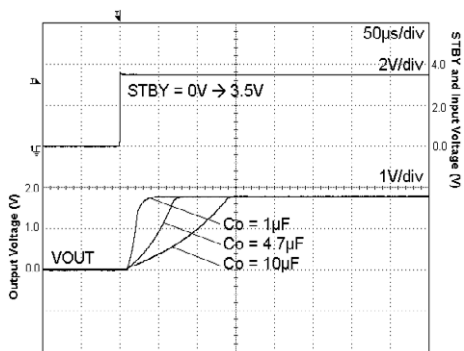 50µs/div
2V/div
4.0
STBY = 0V → 3.5V
2.0
0.0
STBY and Input Voltage (V)
1V/div
2.0
1.0
0.0
Output Voltage (V)
VOUT
Co = 1µF
Co = 4.7µF
Co = 10µF